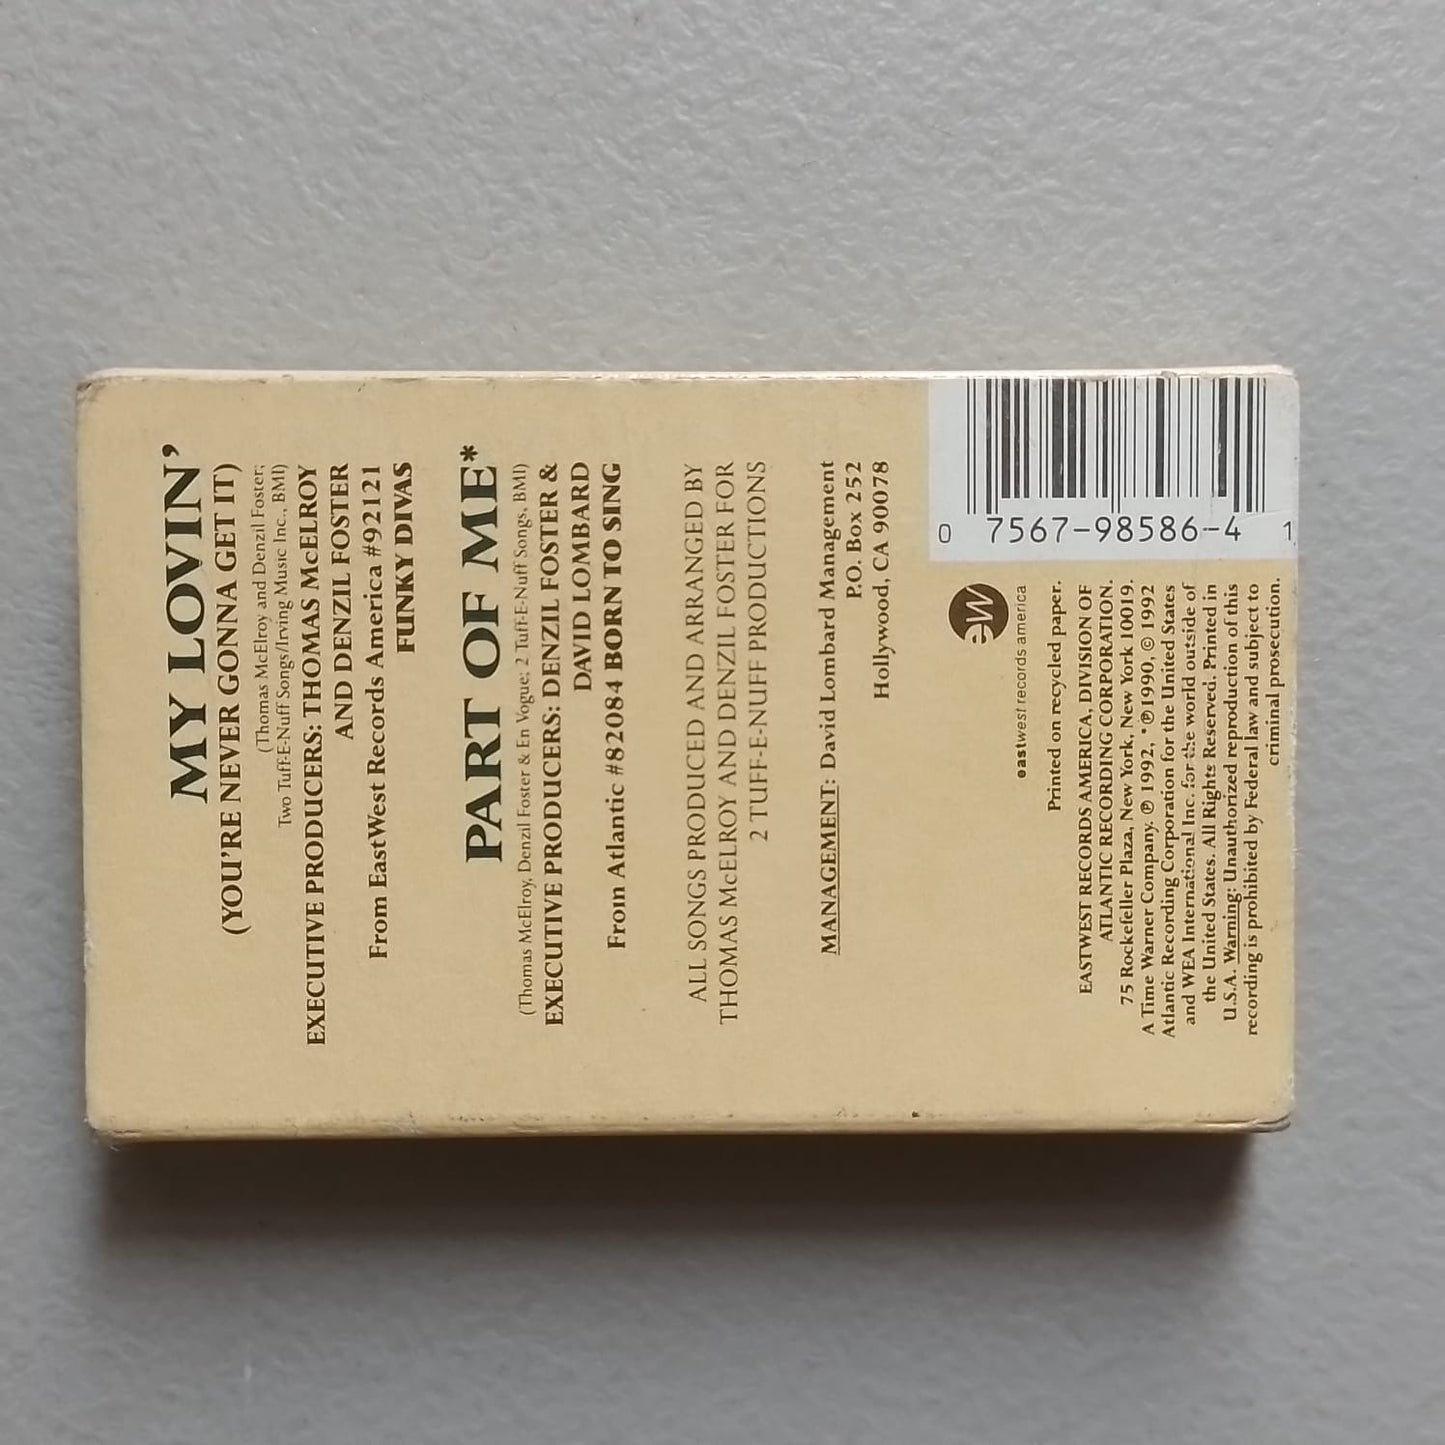 MY LOVIN'
(YOU'RE NEVER GONNA GET IT)
(Thomas McElroy and Denzil Foster;
Two Tuff-E-Nuff Songs/Irving Music Inc., BMI)
EXECUTIVE PRODUCERS: THOMAS McELROY
AND DENZIL FOSTER
From EastWest Records America #92121
FUNKY DIVAS
PART OF ME*
(Thomas McElroy, Denzil Foster & En Vogue; 2 Tuff-E-Nuff Songs, BMI)
EXECUTIVE PRODUCERS: DENZIL FOSTER &
DAVID LOMBARD
From Atlantic #82084 BORN TO SING
ALL SONGS PRODUCED AND ARRANGED BY
THOMAS McELROY AND DENZIL FOSTER FOR
2 TUFF-E-NUFF PRODUCTIONS
MANAGEMENT: David Lombard Management
P.O. Box 252
Hollywood, CA 90078
0 7567-98586-4 1
ew
eastwest records america
Printed on recycled paper.
EASTWEST RECORDS AMERICA, DIVISION OF
ATLANTIC RECORDING CORPORATION.
75 Rockefeller Plaza, New York, New York 10019.
A Time Warner Company. ℗ 1992, *℗1990, © 1992
Atlantic Recording Corporation for the United States
and WEA International Inc. for the world outside of
the United States. All Rights Reserved. Printed in
U.S.A. Warning: Unauthorized reproduction of this
recording is prohibited by Federal law and subject to
criminal prosecution.